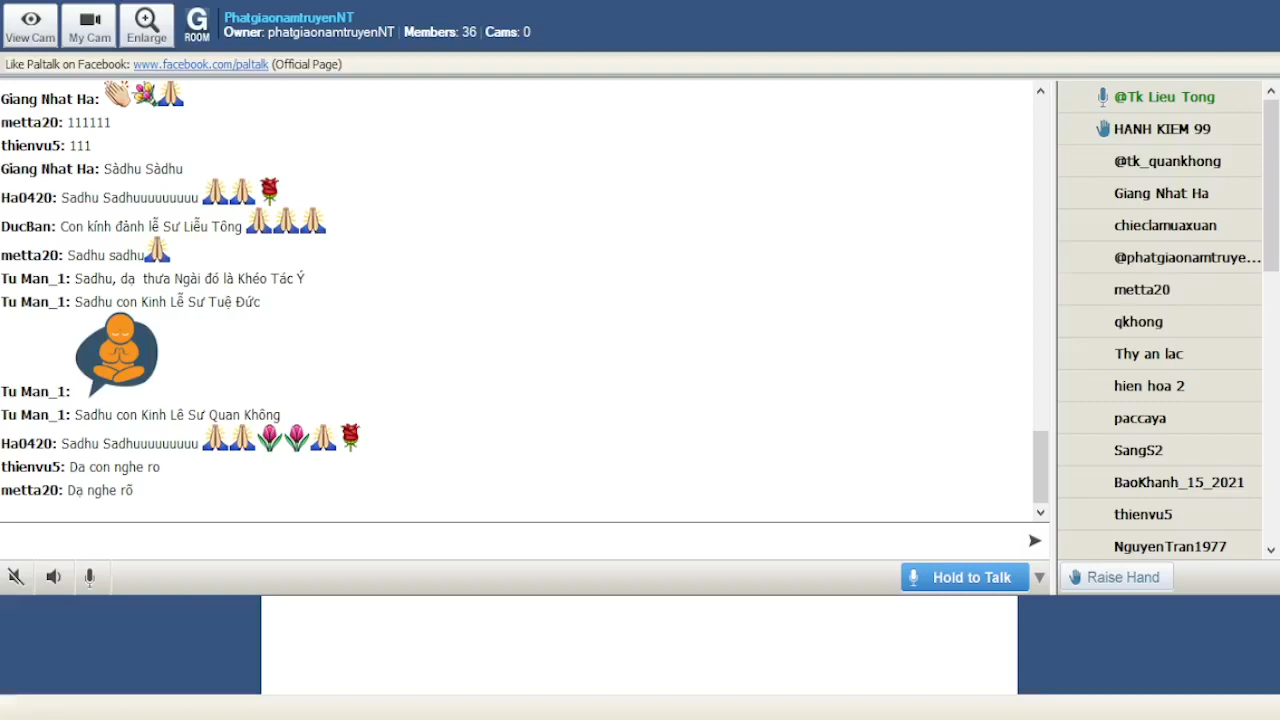 View Cam
My Cam
Enlarge
G
ROOM
PhatgiaonamtruyenNT
Owner: phatgiaonamtruyenNT | Members: 36 | Cams: 0
Like Paltalk on Facebook: www.facebook.com/paltalk (Official Page)
Giang Nhat Ha:
metta20: 111111
thienvu5: 111
Giang Nhat Ha: Sàdhu Sàdhu
Ha0420: Sadhu Sadhuuuuuuuuu
DucBan: Con kính đảnh lễ Sư Liễu Tông
metta20: Sadhu sadhu
Tu Man_1: Sadhu, dạ thưa Ngài đó là Khéo Tác Ý
Tu Man_1: Sadhu con Kinh Lễ Sư Tuệ Đức
Tu Man_1:
Tu Man_1: Sadhu con Kinh Lê Sư Quan Không
Ha0420: Sadhu Sadhuuuuuuuuu
thienvu5: Da con nghe ro
metta20: Dạ nghe rõ
Hold to Talk
@Tk Lieu Tong
HANH KIEM 99
@tk_quankhong
Giang Nhat Ha
chieclamuaxuan
@phatgiaonamtruye...
metta20
qkhong
Thy an lac
hien hoa 2
paccaya
SangS2
BaoKhanh_15_2021
thienvu5
NguyenTran1977
Raise Hand